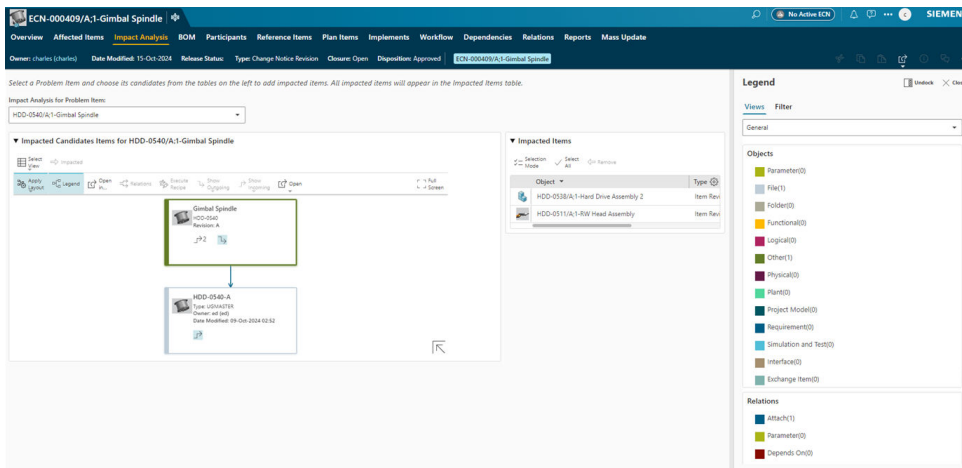 ECN-000409/A;1-Gimbal Spindle
No Active ECN
C
SIEMEN
Overview Affected Items Impact Analysis BOM Participants Reference Items Plan Items Implements Workflow Dependencies Relations Reports Mass Update
Owner: charles (charles) Date Modified: 15-Oct-2024 Release Status: Type: Change Notice Revision Closure: Open Disposition: Approved ECN-000409/A;1-Gimbal Spindle
Select a Problem Item and choose its candidates from the tables on the left to add impacted items. All impacted items will appear in the Impacted Items table.
Impact Analysis for Problem Item:
HDD-0540/A;1-Gimbal Spindle
Impacted Candidates Items for HDD-0540/A;1-Gimbal Spindle
Select View
Impacted
Apply Layout
Legend
Open in...
Relations
Execute Recipe
Show Outgoing
Show Incoming
Open
Full Screen
Gimbal Spindle
HDD-0540
Revision: A
2
HDD-0540-A
Type: UGMASTER
Owner: ed (ed)
Date Modified: 09-Oct-2024 02:52
Impacted Items
Selection Mode
Select All
Remove
Object Type
HDD-0538/A;1-Hard Drive Assembly 2 Item Revi
HDD-0511/A;1-RW Head Assembly Item Revi
Legend
Undock
Clo
Views Filter
General
Objects
Parameter(0)
File(1)
Folder(0)
Functional(0)
Logical(0)
Other(1)
Physical(0)
Plant(0)
Project Model(0)
Requirement(0)
Simulation and Test(0)
Interface(0)
Exchange Item(0)
Relations
Attach(1)
Parameter(0)
Depends On(0)